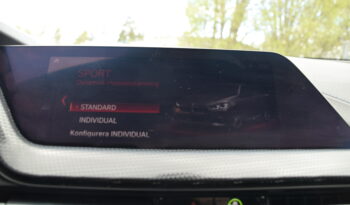 SPORT
STANDARD
INDIVIDUAL
Konfigurera INDIVIDUAL